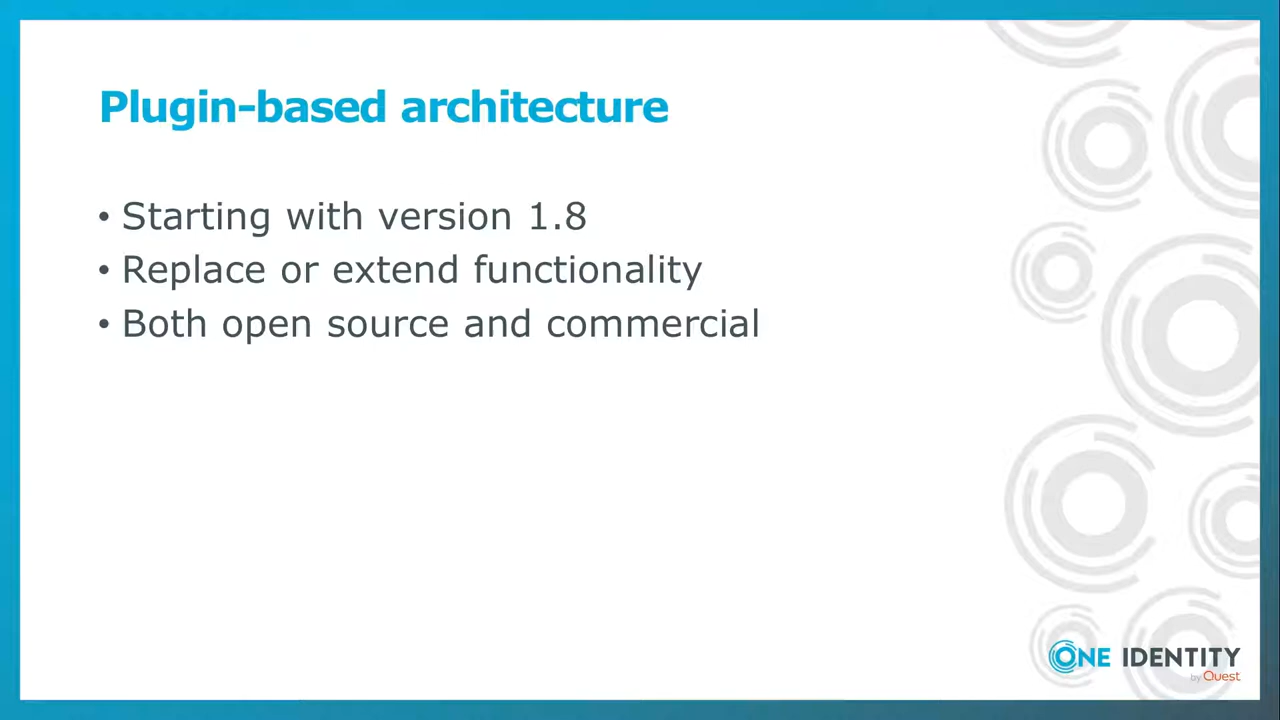 Plugin-based architecture
• Starting with version 1.8
• Replace or extend functionality
• Both open source and commercial
ONE IDENTITY
by Quest